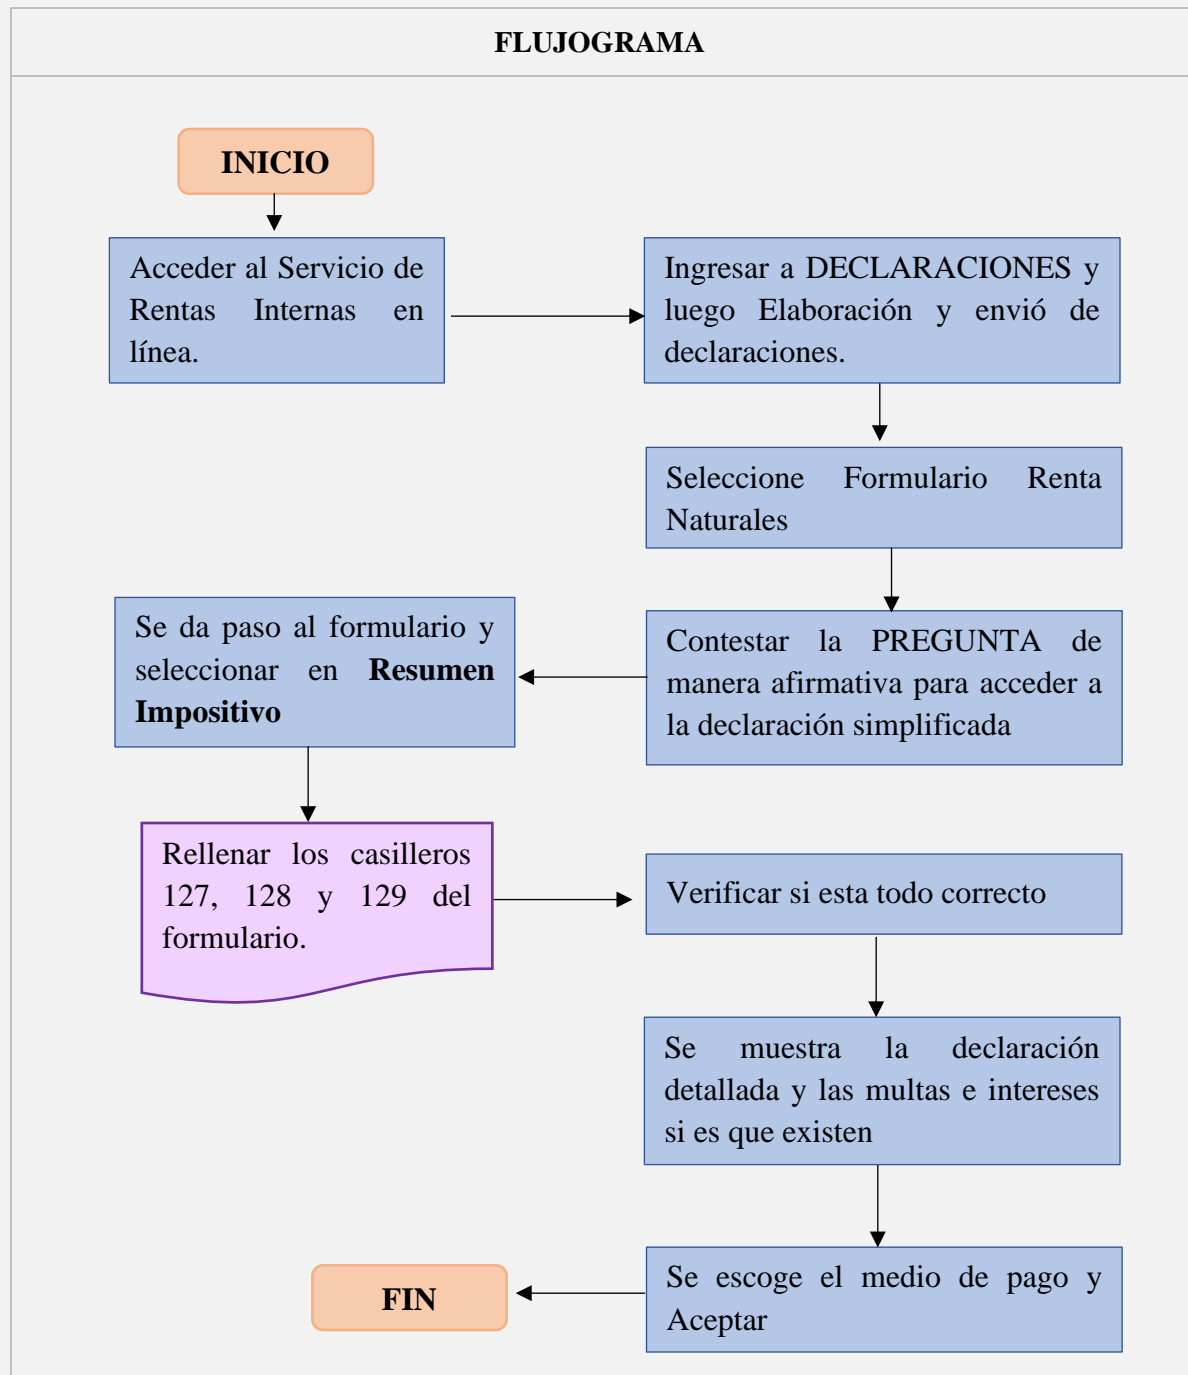 FLUJOGRAMA
INICIO
Acceder al Servicio de
Rentas Internas en
línea.
Ingresar a DECLARACIONES y
luego Elaboración y envió de
declaraciones.
Seleccione Formulario Renta
Naturales
Contestar la PREGUNTA de
manera afirmativa para acceder a
la declaración simplificada
Se da paso al formulario y
seleccionar en Resumen
Impositivo
Rellenar los casilleros
127, 128 y 129 del
formulario.
Verificar si esta todo correcto
Se muestra la declaración
detallada y las multas e intereses
si es que existen
Se escoge el medio de pago y
Aceptar
FIN